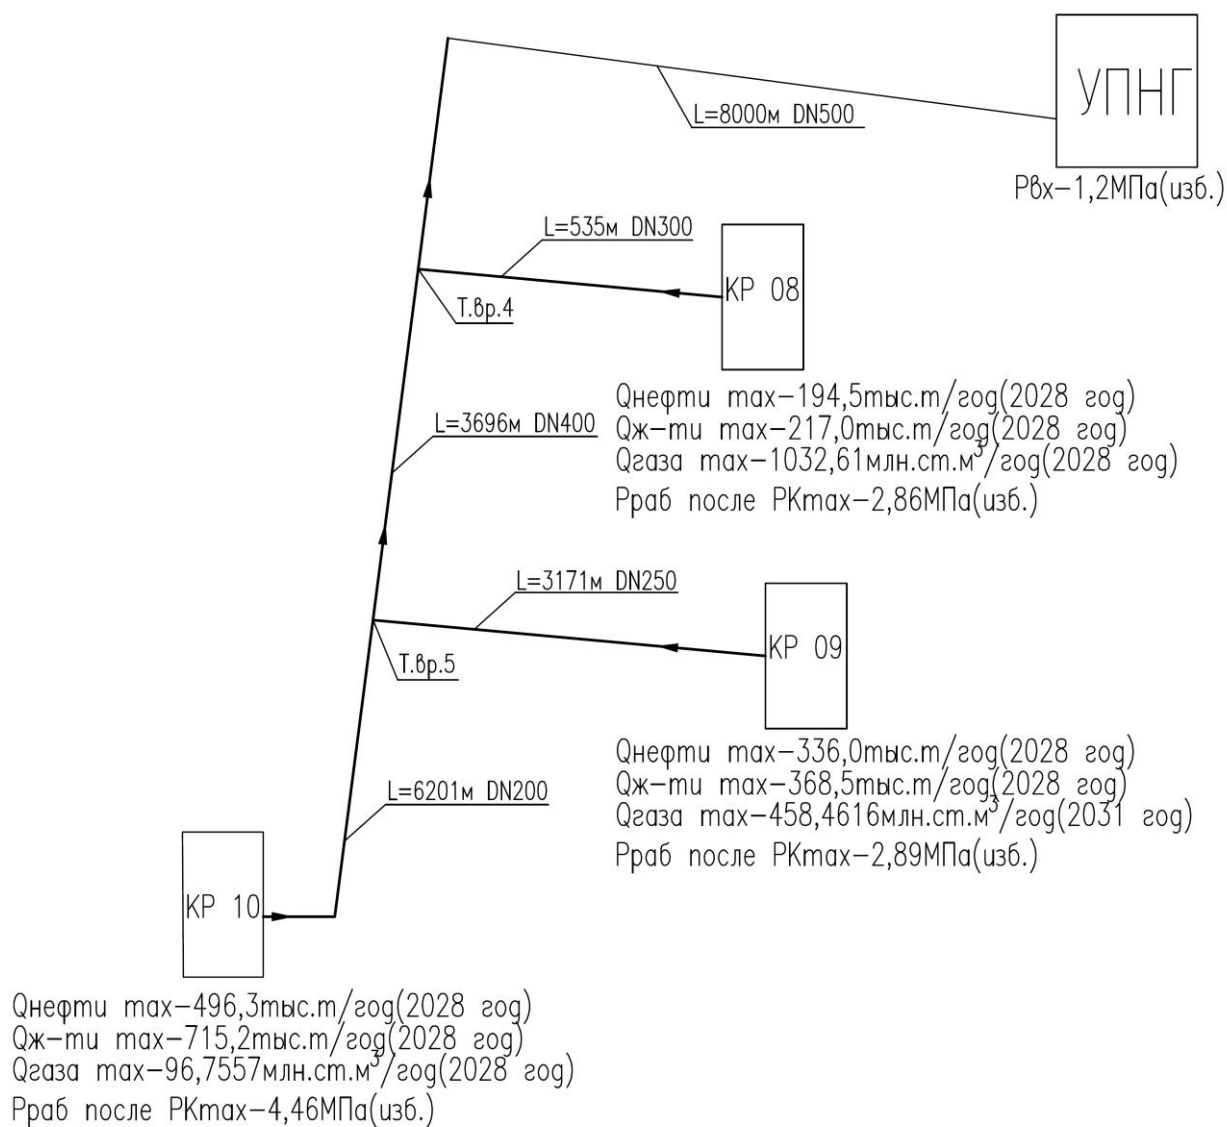 УПНГ
L=8000м DN500
Рвх-1,2МПа(изб.)
L=535м DN300
КР 08
Т.вр.4
Qнефти max-194,5тыс.т/год(2028 год)
Qж-ти max-217,0тыс.т/год(2028 год)
Qгаза max-1032,61млн.ст.м³/год(2028 год)
Рраб после РКmax-2,86МПа(изб.)
L=3696м DN400
L=3171м DN250
КР 09
Т.вр.5
Qнефти max-336,0тыс.т/год(2028 год)
Qж-ти max-368,5тыс.т/год(2028 год)
Qгаза max-458,4616млн.ст.м³/год(2031 год)
Рраб после РКmax-2,89МПа(изб.)
L=6201м DN200
КР 10
Qнефти max-496,3тыс.т/год(2028 год)
Qж-ти max-715,2тыс.т/год(2028 год)
Qгаза max-96,7557млн.ст.м³/год(2028 год)
Рраб после РКmax-4,46МПа(изб.)